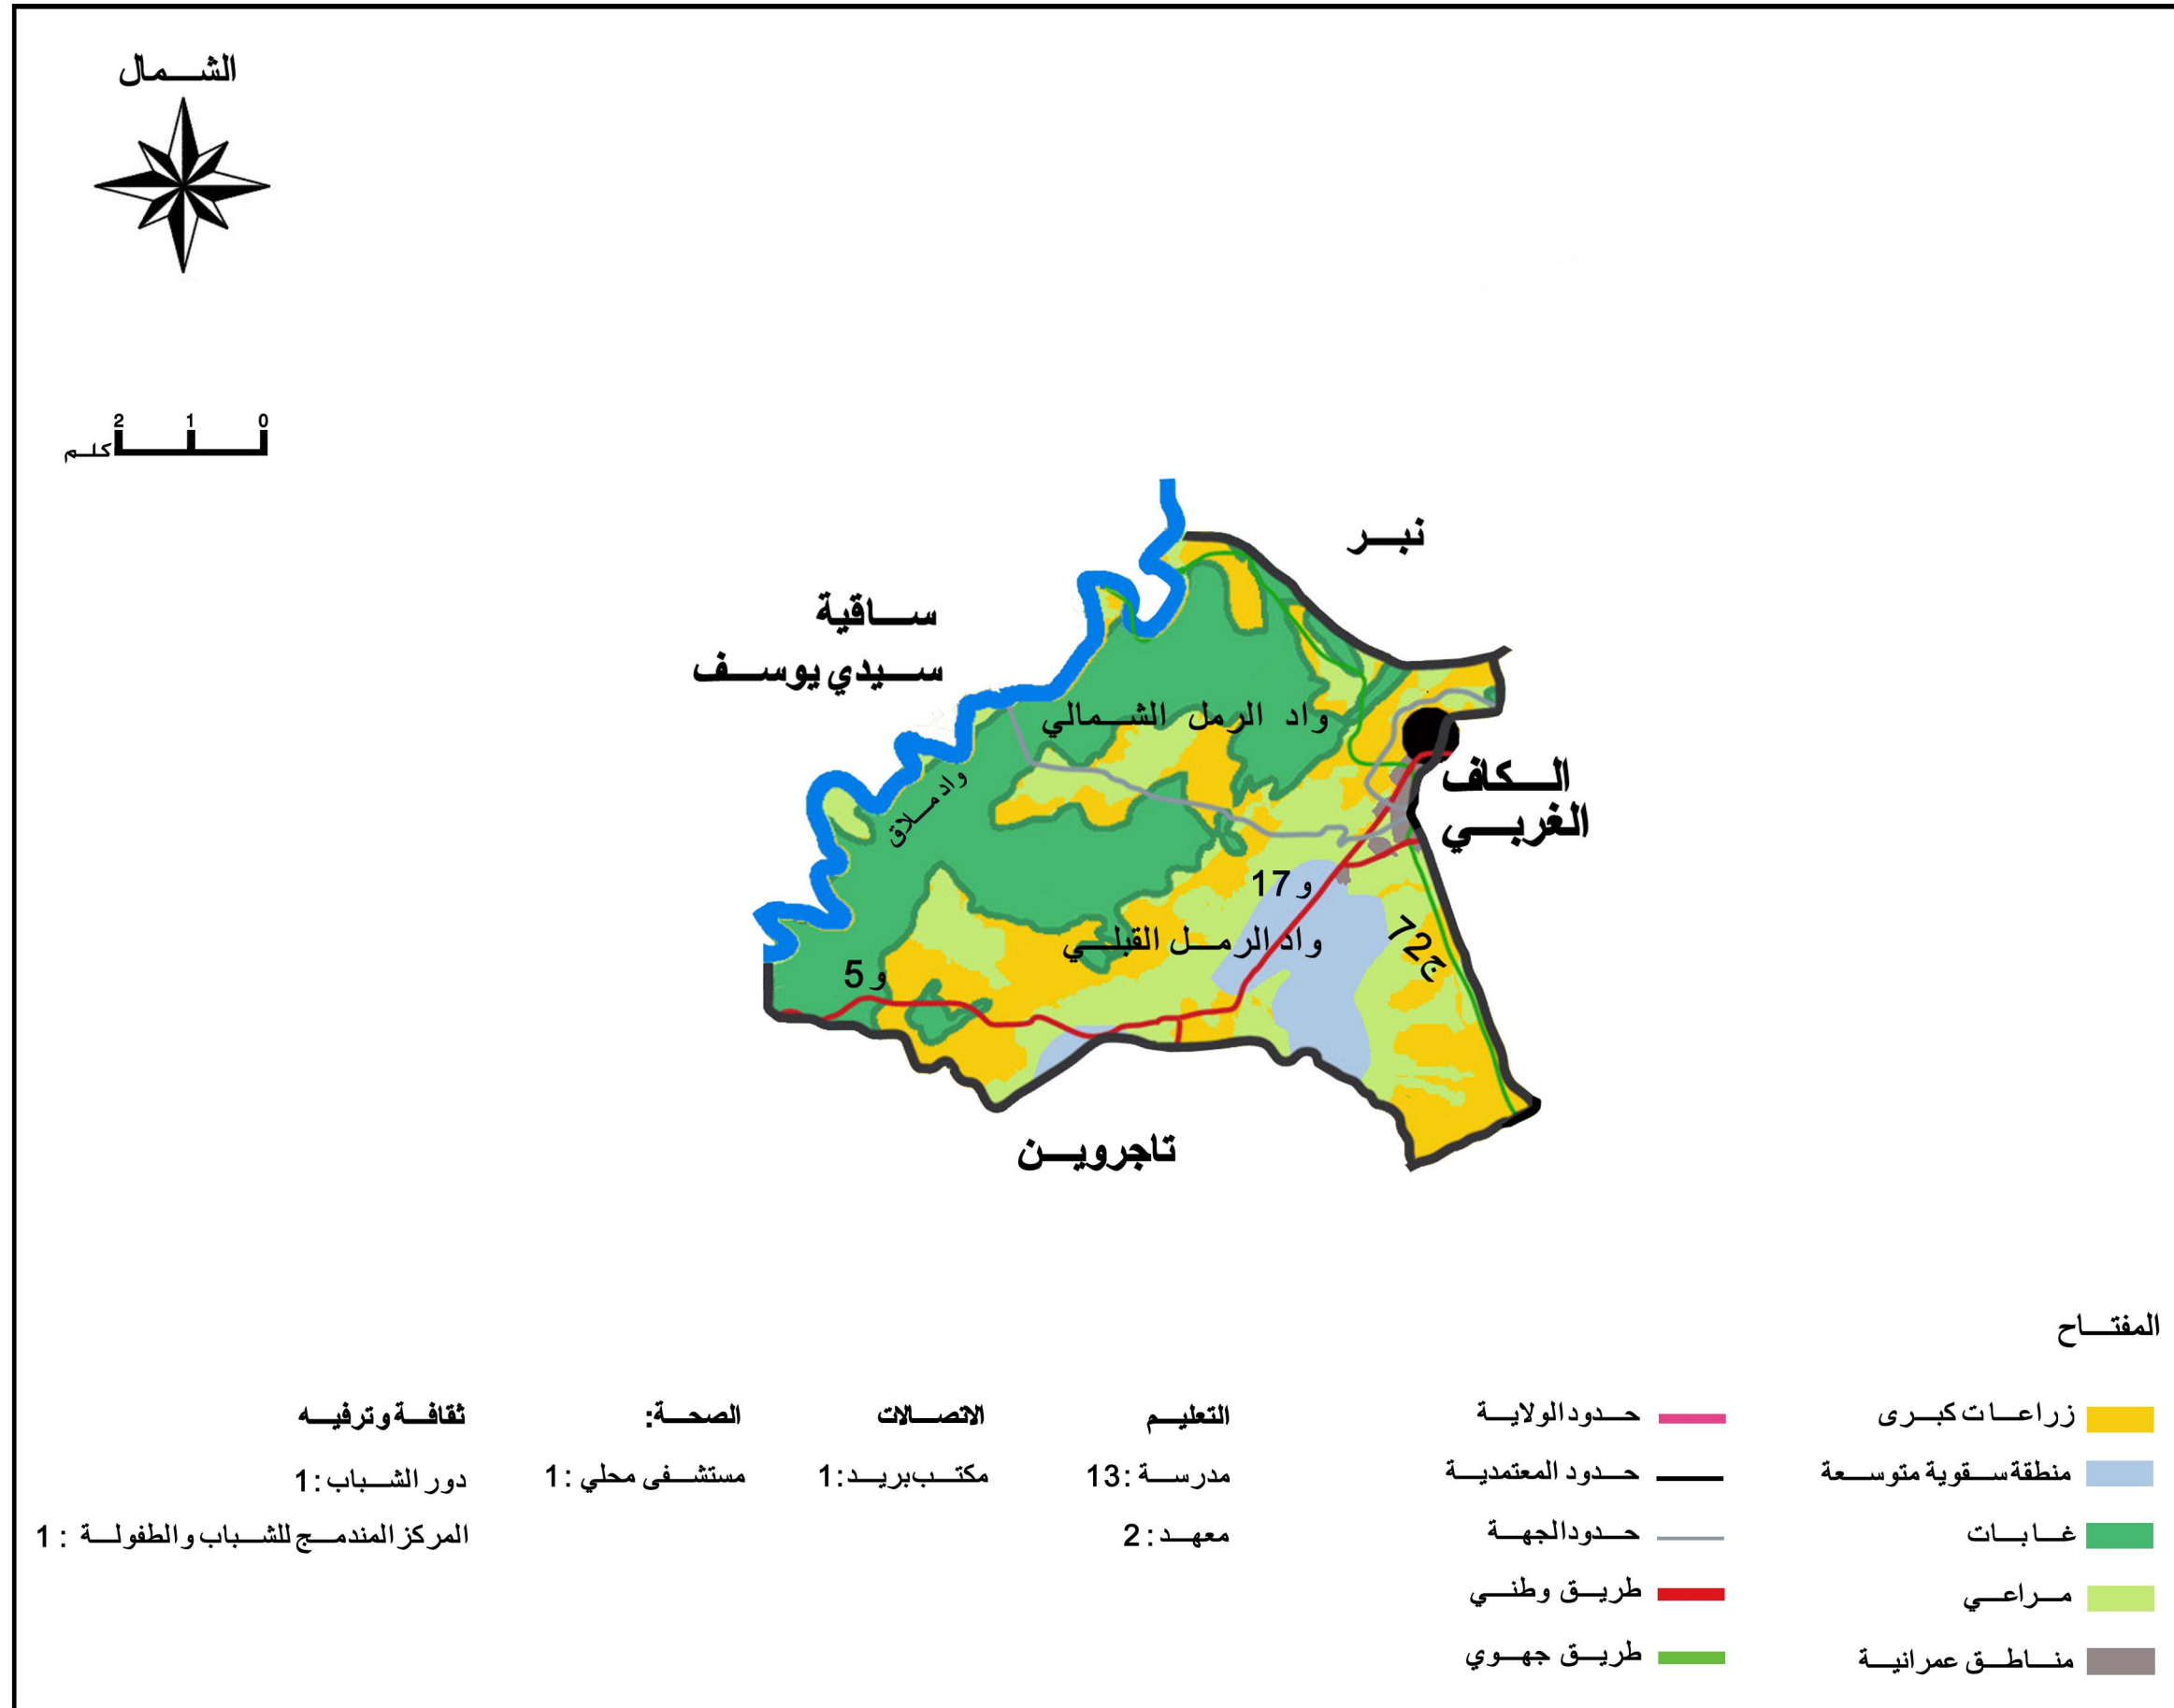 الشمال
2 1 0
كلم
نبر
ساقية
سيدي يوسف
واد الرمل الشمالي
واد ملاق
الكاف
الغربي
و 17
واد الرمل القبلي
ج72
و 5
تاجروين
المفتاح
زراعات كبرى
منطقة سقوية متوسعة
غابات
مراعي
مناطق عمرانية
حدود الولاية
حدود المعتمدية
حدود الجهة
طريق وطني
طريق جهوي
التعليم
مدرسة :13
معهد : 2
الاتصالات
مكتب بريد :1
الصحة:
مستشفى محلي : 1
ثقافة وترفيه
دور الشباب :1
المركز المندمج للشباب والطفولة : 1